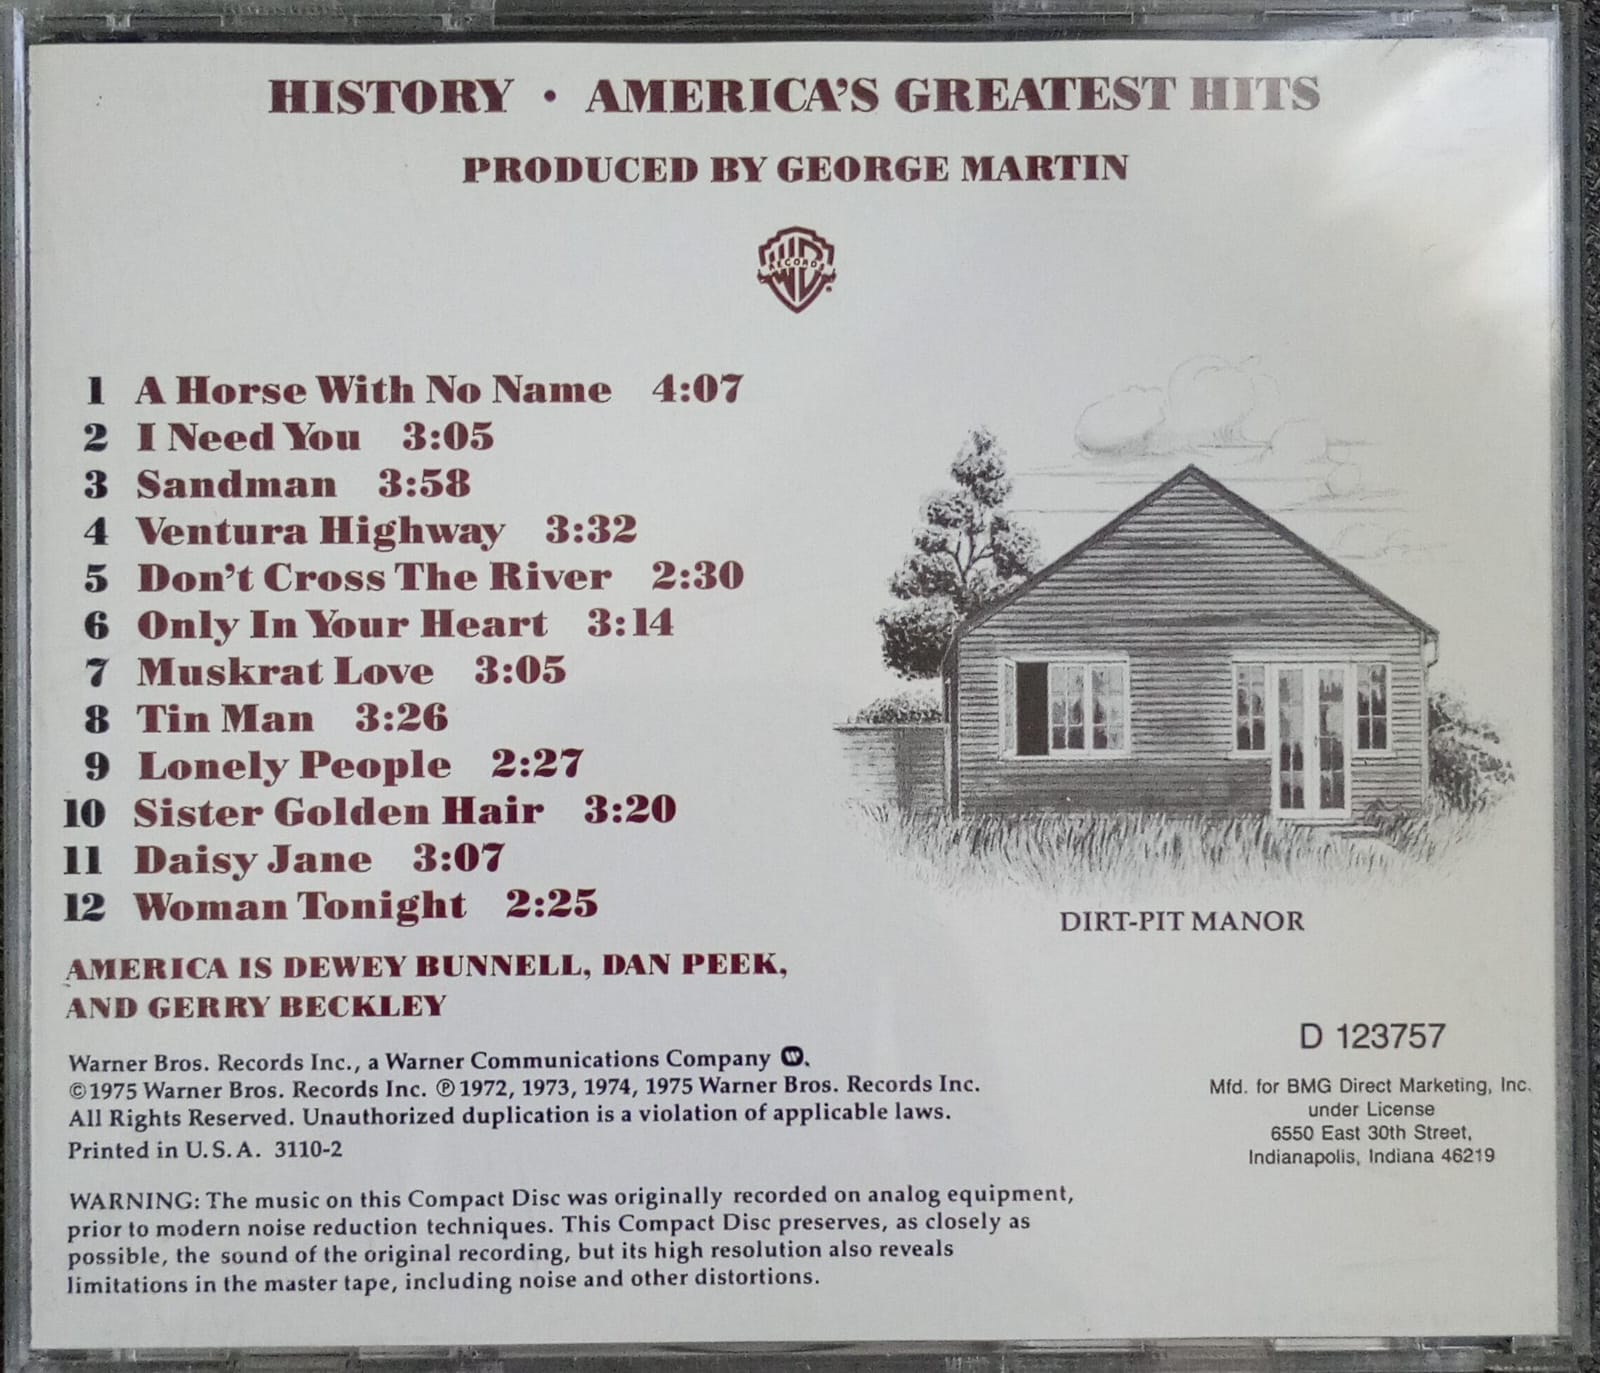 HISTORY • AMERICA'S GREATEST HITS
PRODUCED BY GEORGE MARTIN
WB RECORDS
1 A Horse With No Name 4:07
2 I Need You 3:05
3 Sandman 3:58
4 Ventura Highway 3:32
5 Don't Cross The River 2:30
6 Only In Your Heart 3:14
7 Muskrat Love 3:05
8 Tin Man 3:26
9 Lonely People 2:27
10 Sister Golden Hair 3:20
11 Daisy Jane 3:07
12 Woman Tonight 2:25
DIRT-PIT MANOR
AMERICA IS DEWEY BUNNELL, DAN PEEK,
AND GERRY BECKLEY
Warner Bros. Records Inc., a Warner Communications Company W.
©1975 Warner Bros. Records Inc. ℗1972, 1973, 1974, 1975 Warner Bros. Records Inc.
All Rights Reserved. Unauthorized duplication is a violation of applicable laws.
Printed in U.S.A. 3110-2
D 123757
Mfd. for BMG Direct Marketing, Inc.
under License
6550 East 30th Street,
Indianapolis, Indiana 46219
WARNING: The music on this Compact Disc was originally recorded on analog equipment,
prior to modern noise reduction techniques. This Compact Disc preserves, as closely as
possible, the sound of the original recording, but its high resolution also reveals
limitations in the master tape, including noise and other distortions.